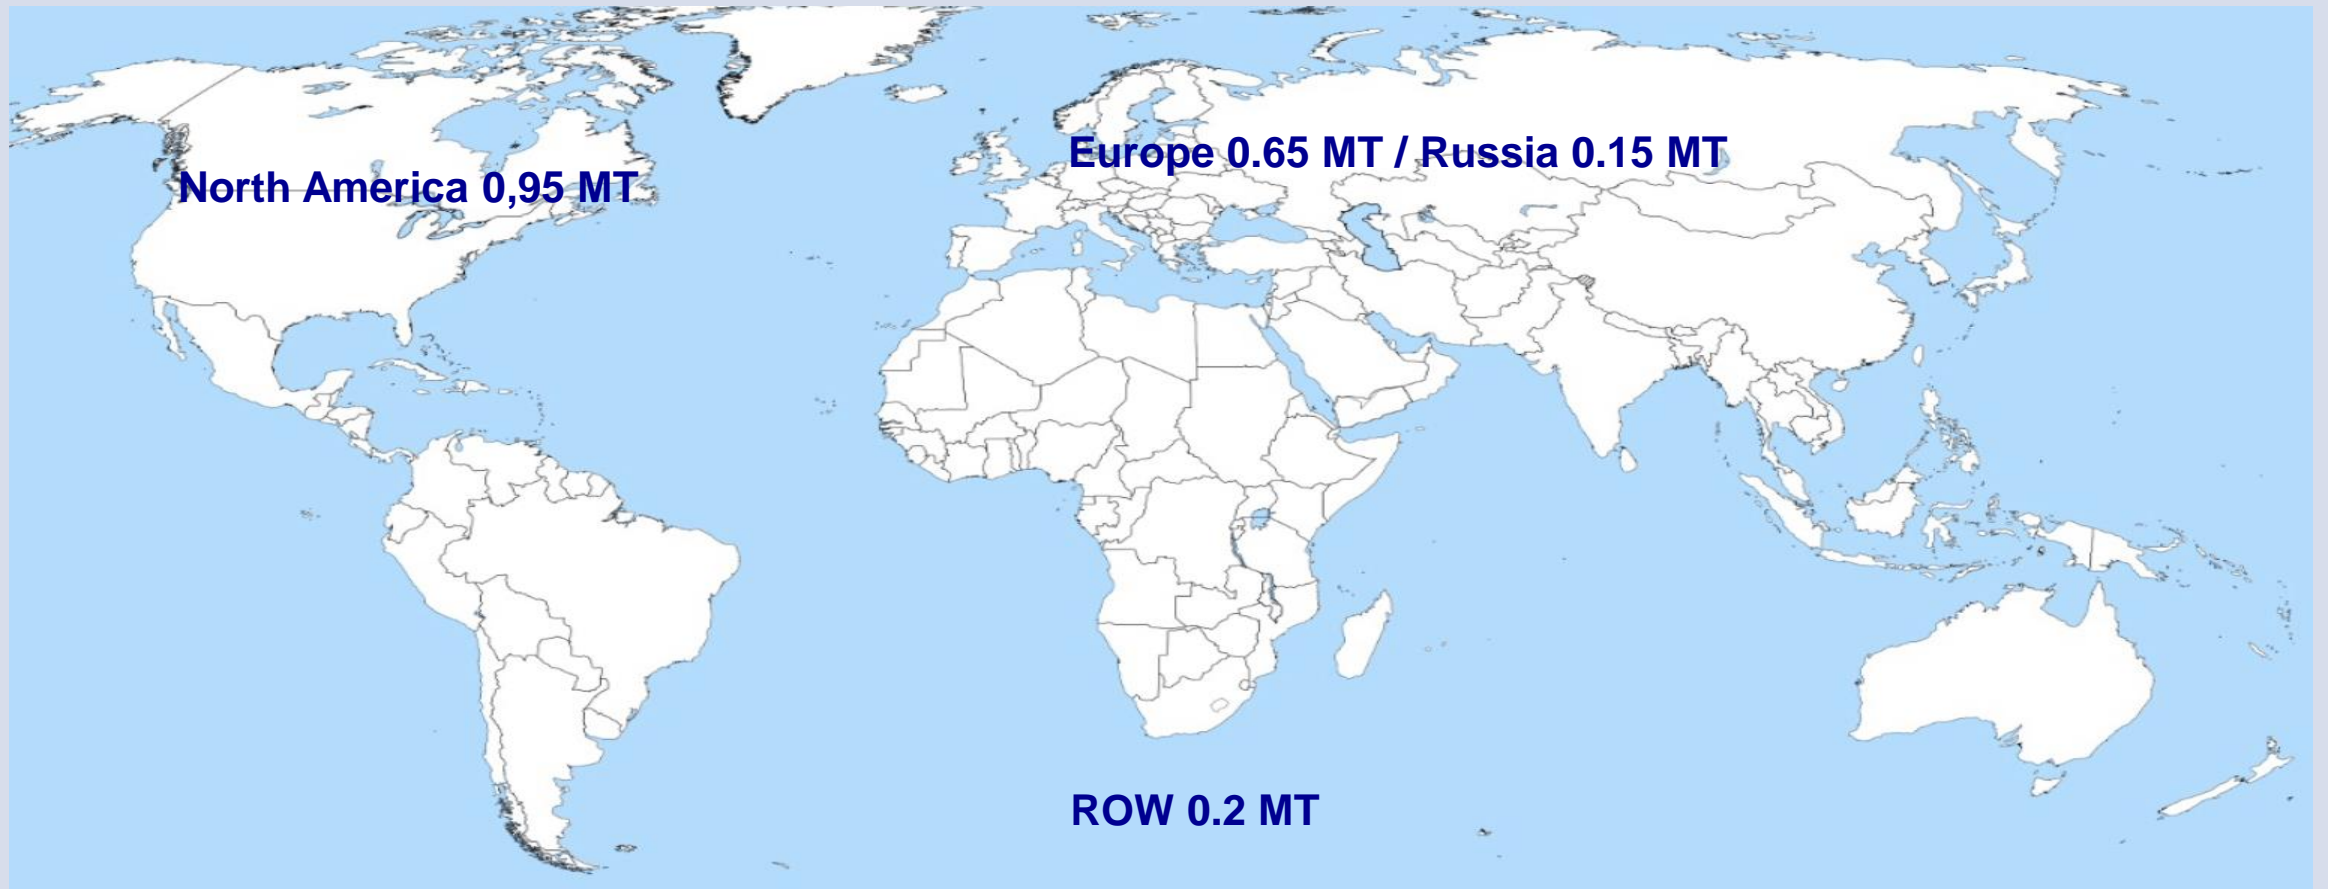 Europe 0.65 MT / Russia 0.15 MT
North America 0,95 MT
ROW 0.2 MT